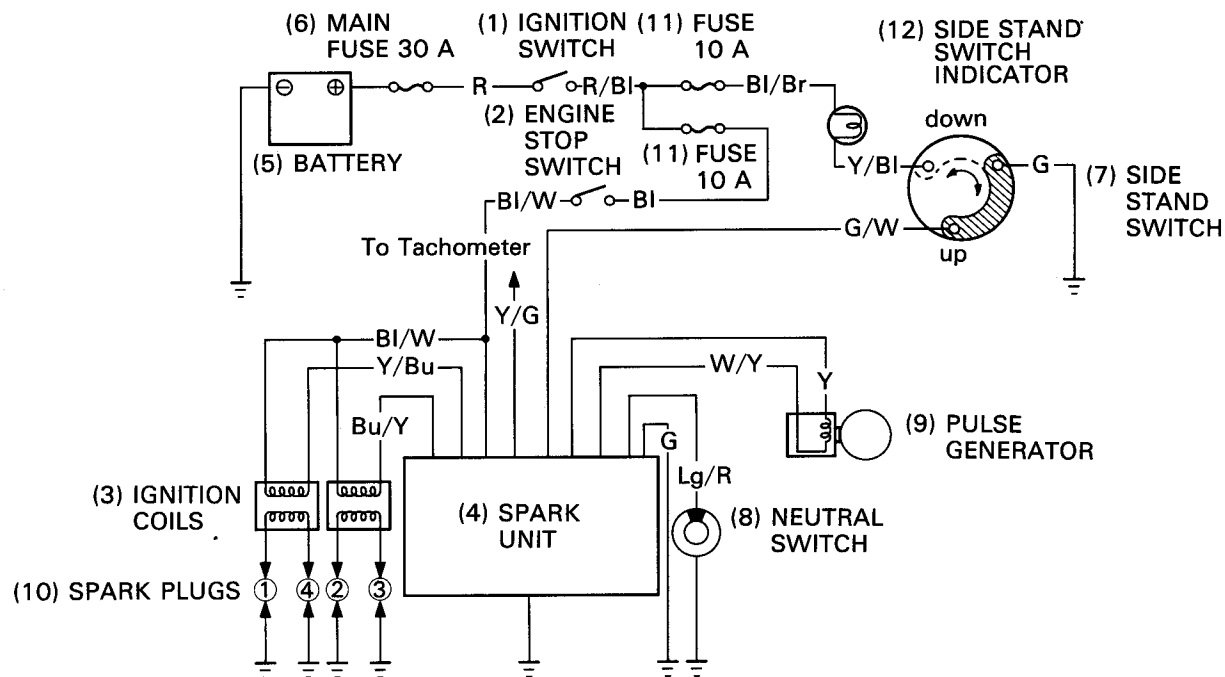 (6) MAIN FUSE 30 A
(1) IGNITION SWITCH
(11) FUSE 10 A
(12) SIDE STAND SWITCH INDICATOR
R
R/Bl
Bl/Br
⊖ ⊕
(2) ENGINE STOP SWITCH
down
(5) BATTERY
(11) FUSE 10 A
Y/Bl
G
(7) SIDE STAND SWITCH
Bl/W
Bl
G/W
up
To Tachometer
Y/G
Bl/W
Y/Bu
W/Y
Y
Bu/Y
G
(9) PULSE GENERATOR
Lg/R
(3) IGNITION COILS
(4) SPARK UNIT
(8) NEUTRAL SWITCH
(10) SPARK PLUGS
1 4 2 3